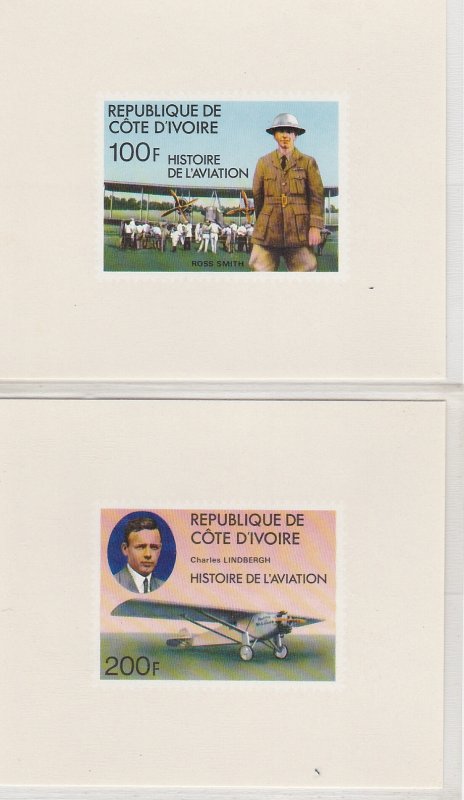 REPUBLIQUE DE
CÔTE D'IVOIRE
100F
HISTOIRE
DE L'AVIATION
ROSS SMITH
REPUBLIQUE DE
CÔTE D'IVOIRE
Charles LINDBERGH
HISTOIRE DE L'AVIATION
200F